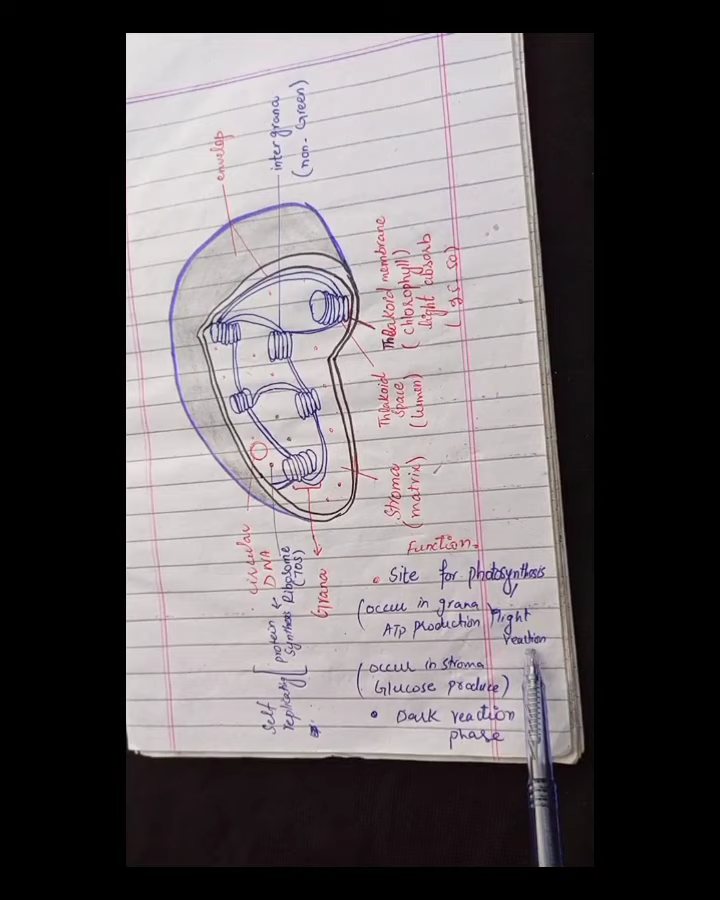 envelop
inter grana
(non-Green)
Thlakoid membrane
(Chlorophyll)
light absorb
Thlakoid
space
(lumen)
Stroma
(matrix)
circular
DNA
Ribosome
(70S)
protein
synthesis
Self
replicating
Grana
Function.
• Site for photosynthesis
(occur in grana
ATP production)
light
reaction
(occur in stroma
Glucose produce)
• Dark reaction
phase